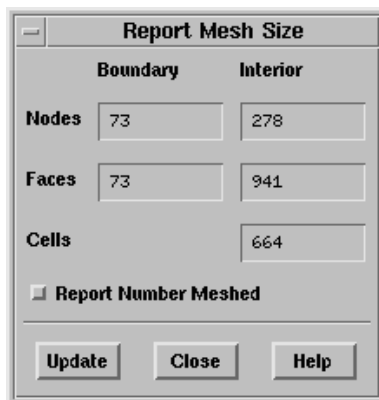 Report Mesh Size
Boundary Interior
Nodes 73 278
Faces 73 941
Cells 664
Report Number Meshed
Update Close Help